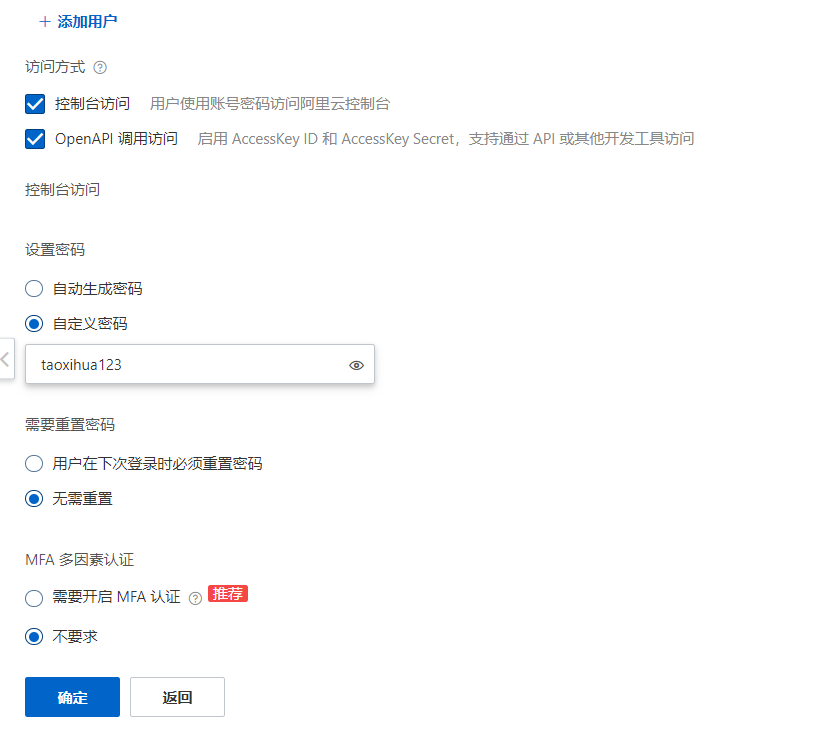 + 添加用户
访问方式 ?
控制台访问 用户使用账号密码访问阿里云控制台
OpenAPI 调用访问 启用 AccessKey ID 和 AccessKey Secret，支持通过 API 或其他开发工具访问
控制台访问
设置密码
自动生成密码
自定义密码
taoxihua123
需要重置密码
用户在下次登录时必须重置密码
无需重置
MFA 多因素认证
需要开启 MFA 认证 ? 推荐
不要求
确定 返回